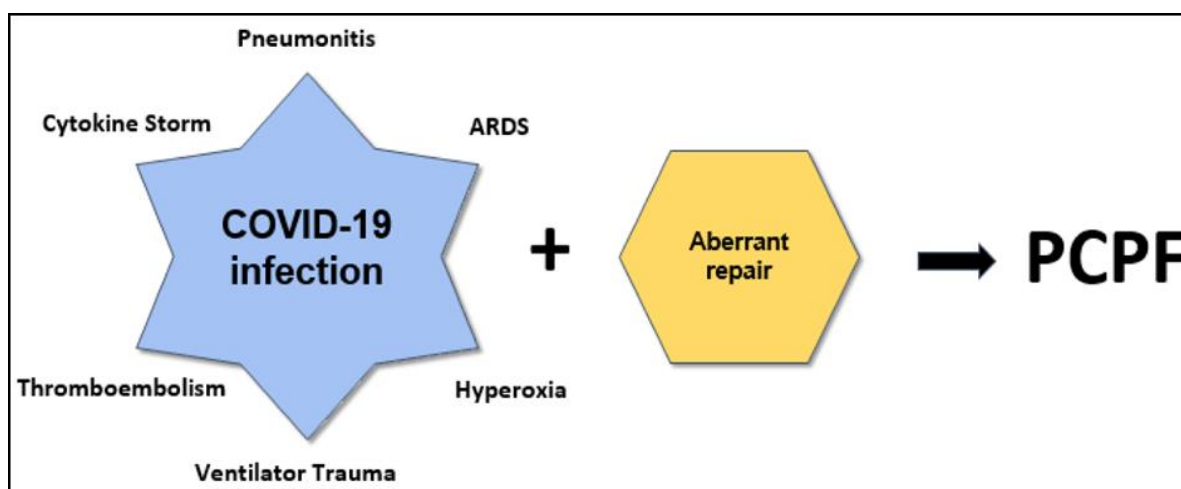 Pneumonitis
Cytokine Storm
ARDS
COVID-19
infection
+
Aberrant
repair
PCPF
Thromboembolism
Hyperoxia
Ventilator Trauma